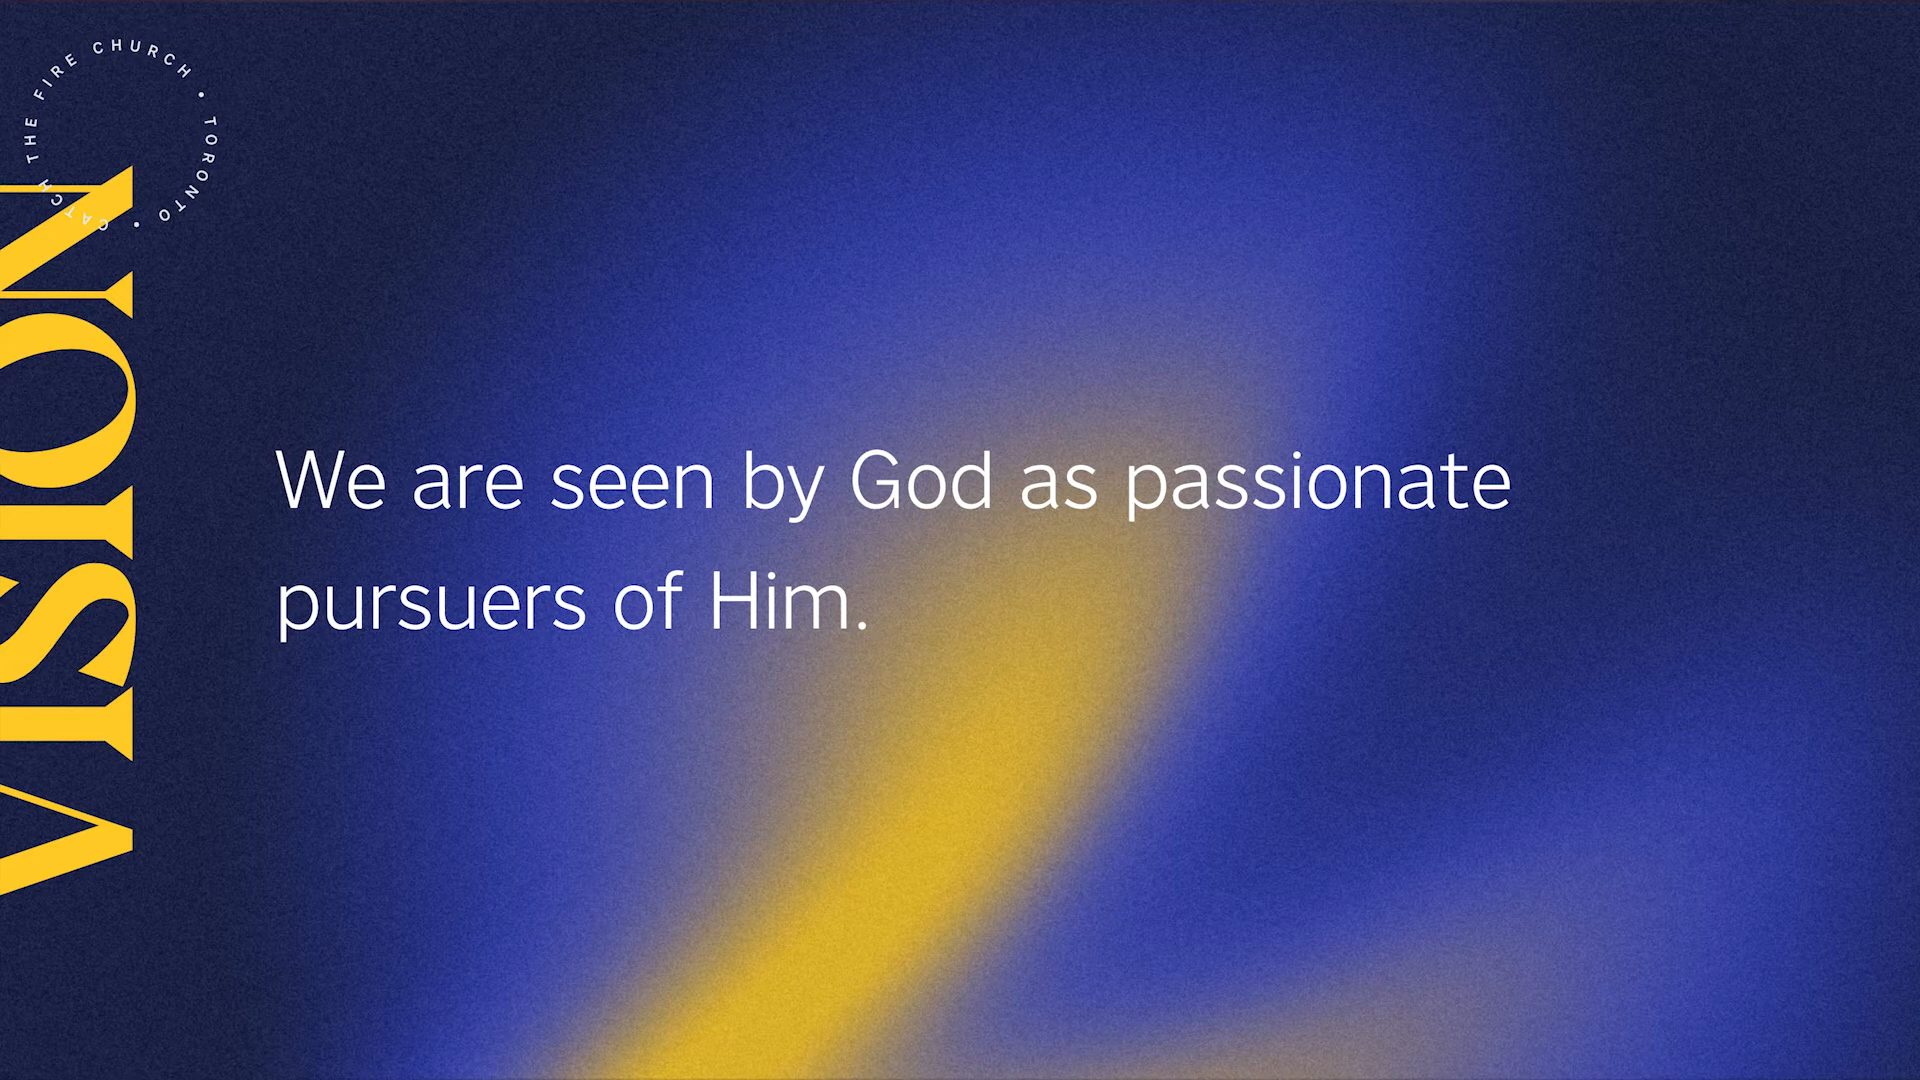 CATCH THE FIRE CHURCH • TORONTO •
VISION
We are seen by God as passionate
pursuers of Him.